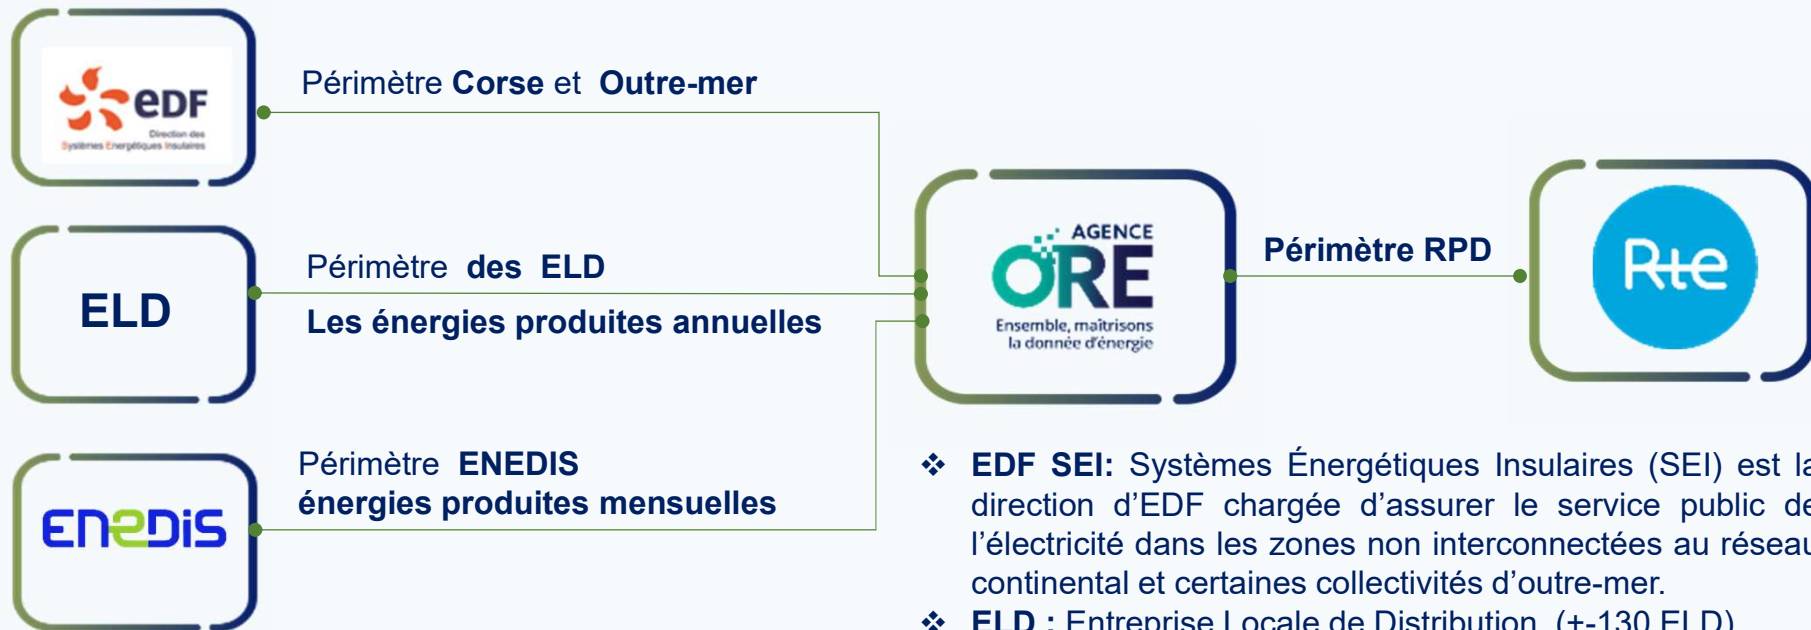 edf
Direction des
Systèmes Energétiques Insulaires
Périmètre Corse et Outre-mer
ELD
Périmètre des ELD
Les énergies produites annuelles
ENEDIS
Périmètre ENEDIS
énergies produites mensuelles
AGENCE
ORE
Ensemble, maîtrisons
la donnée d'énergie
Périmètre RPD
Rte
❖ EDF SEI: Systèmes Énergétiques Insulaires (SEI) est la
direction d’EDF chargée d’assurer le service public de
l’électricité dans les zones non interconnectées au réseau
continental et certaines collectivités d’outre-mer.
❖ ELD : Entreprise Locale de Distribution (+-130 ELD)